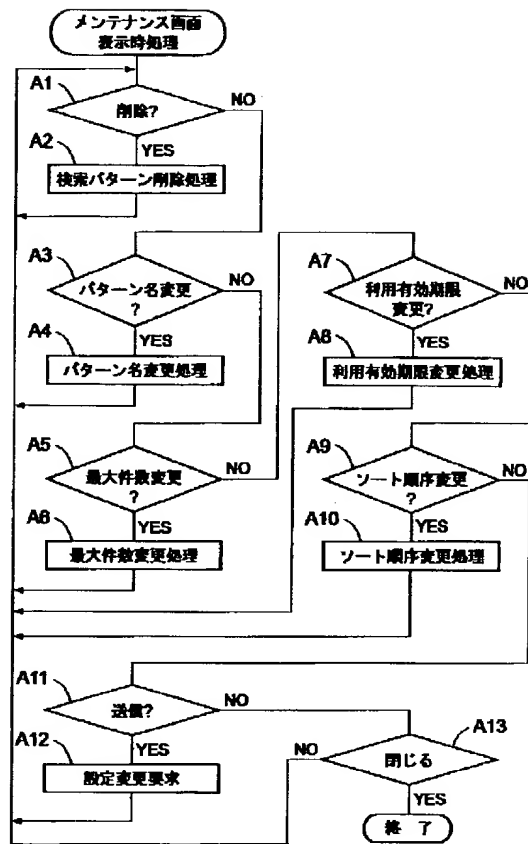 メンテナンス画面
表示時処理
A1
削除?
NO
YES
A2
検索パターン削除処理
A3
パターン名変更
?
NO
YES
A4
パターン名変更処理
A5
最大件数変更
?
NO
YES
A6
最大件数変更処理
A7
利用有効期限
変更?
NO
YES
A8
利用有効期限変更処理
A9
ソート順序変更
?
NO
YES
A10
ソート順序変更処理
A11
送信?
NO
YES
A12
設定変更要求
A13
閉じる
NO
YES
終 了